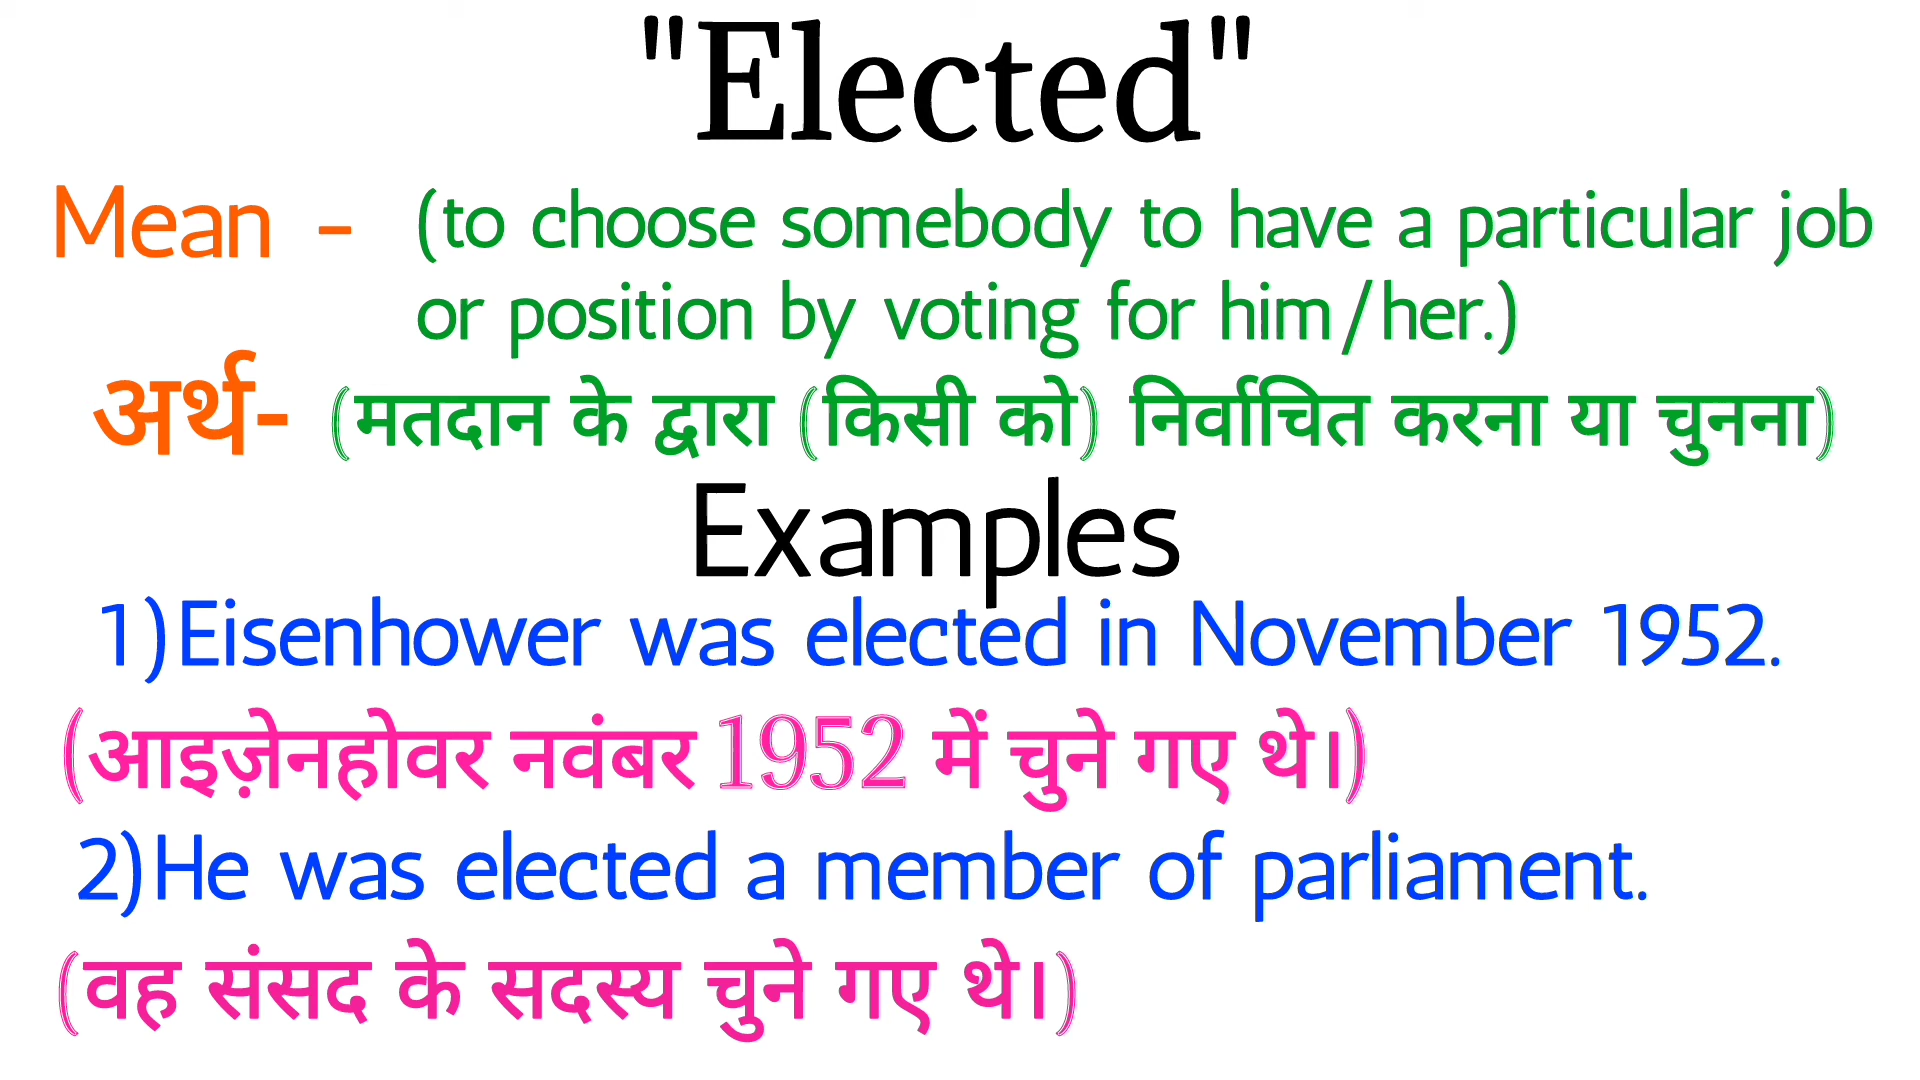 "Elected"
Mean - (to choose somebody to have a particular job
or position by voting for him/her.)
अर्थ- (मतदान के द्वारा (किसी को) निर्वाचित करना या चुनना)
Examples
1)Eisenhower was elected in November 1952.
(आइज़ेनहोवर नवंबर 1952 में चुने गए थे।)
2)He was elected a member of parliament.
(वह संसद के सदस्य चुने गए थे।)